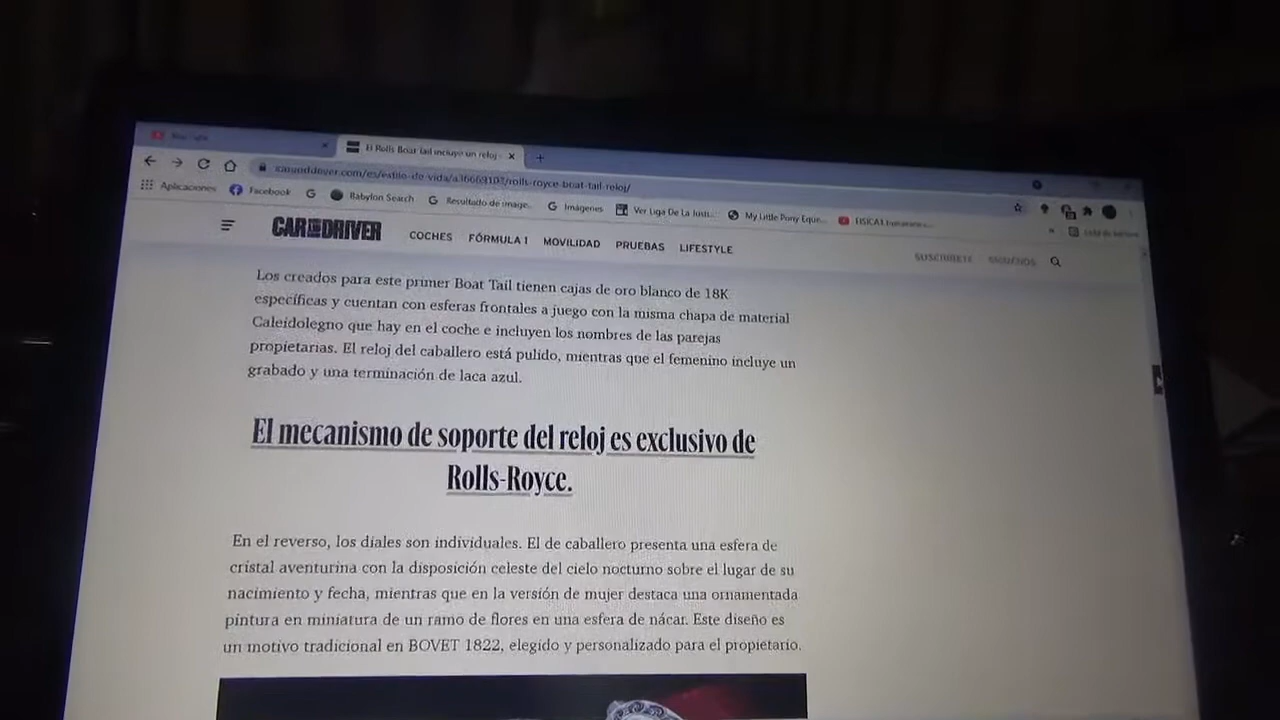 El Rolls Boat Tail incluye un reloj
caranddriver.com/es/estilo-de-vida/a36669107/rolls-royce-boat-tail-reloj/
Aplicaciones Facebook Babylon Search Resultado de image... Imágenes Ver Liga De La Justi... My Little Pony Eque... FISICA1
CAR AND DRIVER COCHES FÓRMULA 1 MOVILIDAD PRUEBAS LIFESTYLE SUSCRÍBETE SÍGUENOS
Los creados para este primer Boat Tail tienen cajas de oro blanco de 18K
específicas y cuentan con esferas frontales a juego con la misma chapa de material
Caleidolegno que hay en el coche e incluyen los nombres de las parejas
propietarias. El reloj del caballero está pulido, mientras que el femenino incluye un
grabado y una terminación de laca azul.
El mecanismo de soporte del reloj es exclusivo de
Rolls-Royce.
En el reverso, los diales son individuales. El de caballero presenta una esfera de
cristal aventurina con la disposición celeste del cielo nocturno sobre el lugar de su
nacimiento y fecha, mientras que en la versión de mujer destaca una ornamentada
pintura en miniatura de un ramo de flores en una esfera de nácar. Este diseño es
un motivo tradicional en BOVET 1822, elegido y personalizado para el propietario.